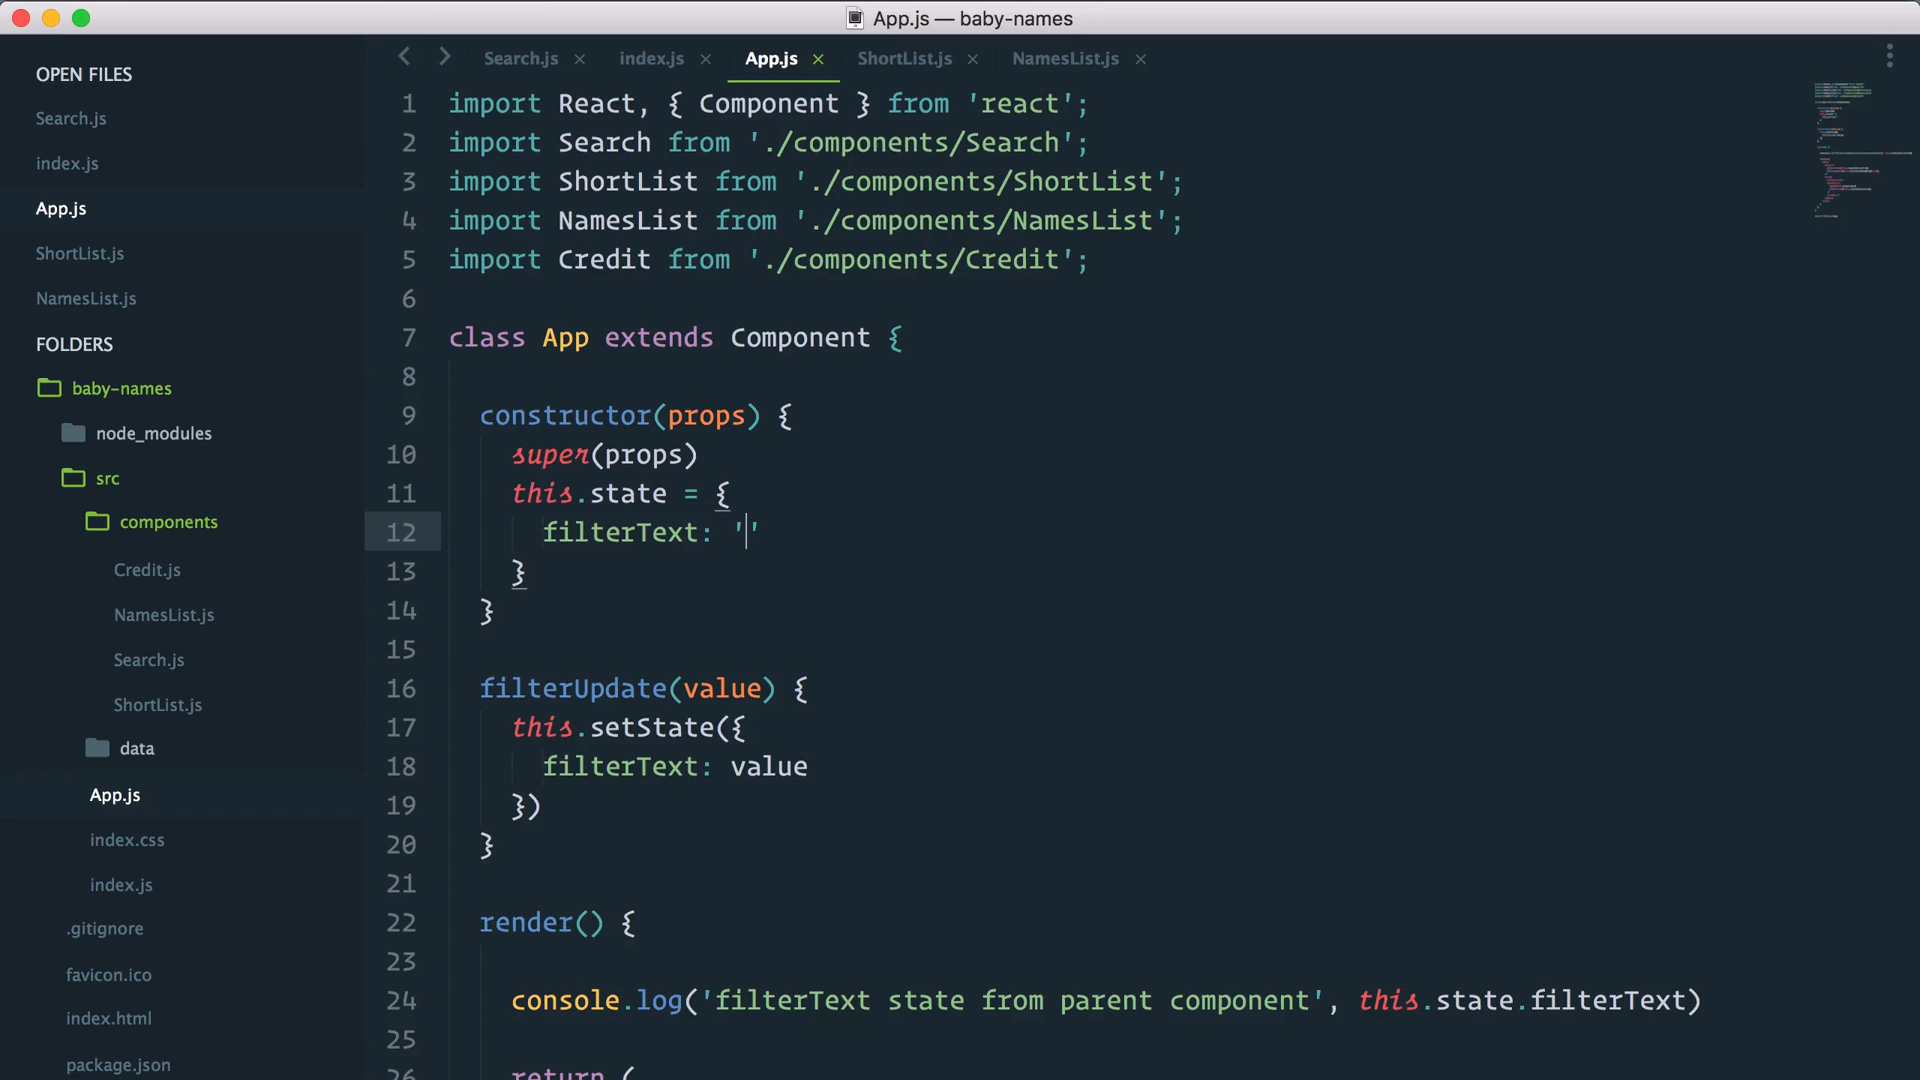 App.js — baby-names
OPEN FILES
Search.js
index.js
App.js
ShortList.js
NamesList.js
FOLDERS
baby-names
node_modules
src
components
Credit.js
NamesList.js
Search.js
ShortList.js
data
App.js
index.css
index.js
.gitignore
favicon.ico
index.html
package.json
Search.js × index.js × App.js × ShortList.js × NamesList.js ×
1 import React, { Component } from 'react';
2 import Search from './components/Search';
3 import ShortList from './components/ShortList';
4 import NamesList from './components/NamesList';
5 import Credit from './components/Credit';
6
7 class App extends Component {
8
9 constructor(props) {
10 super(props)
11 this.state = {
12 filterText: ''
13 }
14 }
15
16 filterUpdate(value) {
17 this.setState({
18 filterText: value
19 })
20 }
21
22 render() {
23
24 console.log('filterText state from parent component', this.state.filterText)
25
26 return (